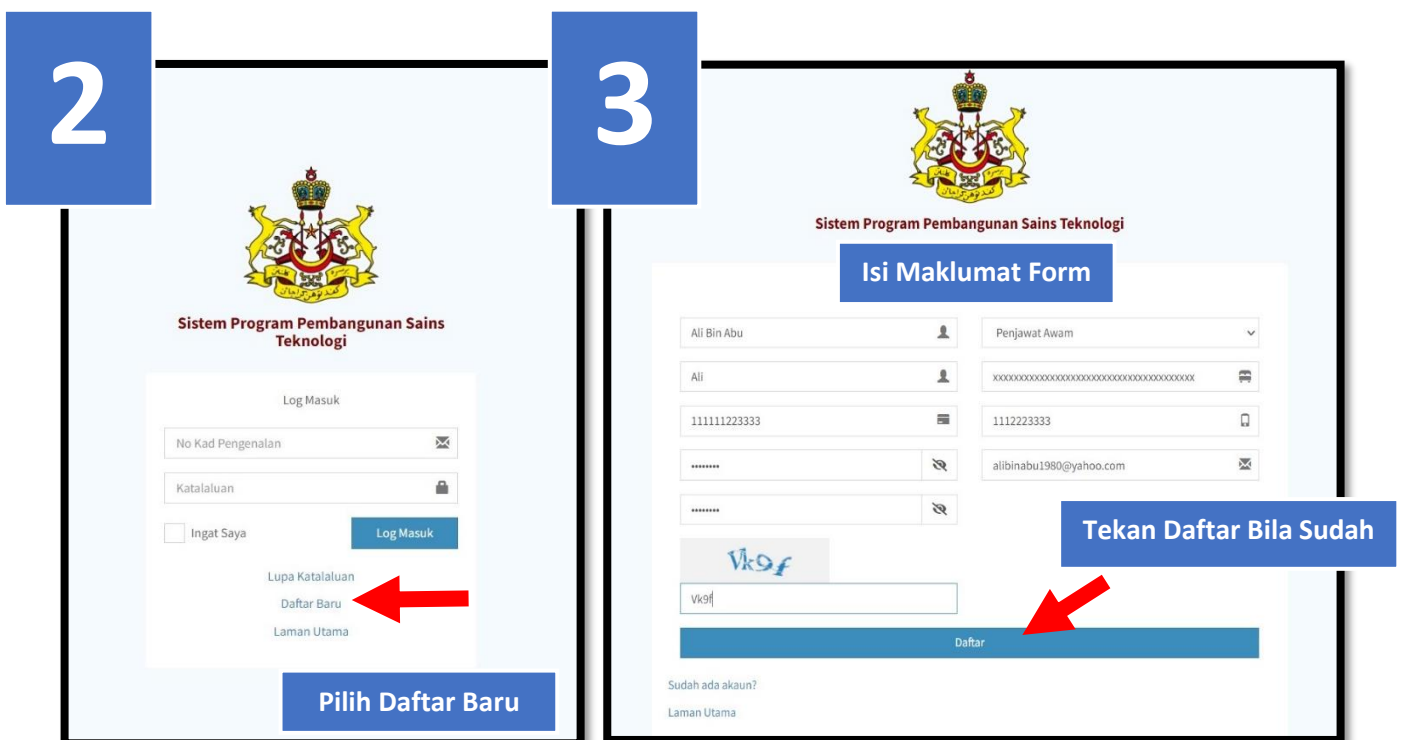 2
Sistem Program Pembangunan Sains
Teknologi
Log Masuk
No Kad Pengenalan
Katalaluan
Ingat Saya
Log Masuk
Lupa Katalaluan
Daftar Baru
Laman Utama
Pilih Daftar Baru
3
Sistem Program Pembangunan Sains Teknologi
Isi Maklumat Form
Ali Bin Abu
Penjawat Awam
Ali
xxxxxxxxxxxxxxxxxxxxxxxxxxxxxxxxxxxxxxx
111111223333
1112223333
••••••••
alibinabu1980@yahoo.com
••••••••
Tekan Daftar Bila Sudah
Vk9f
Vk9f
Daftar
Sudah ada akaun?
Laman Utama